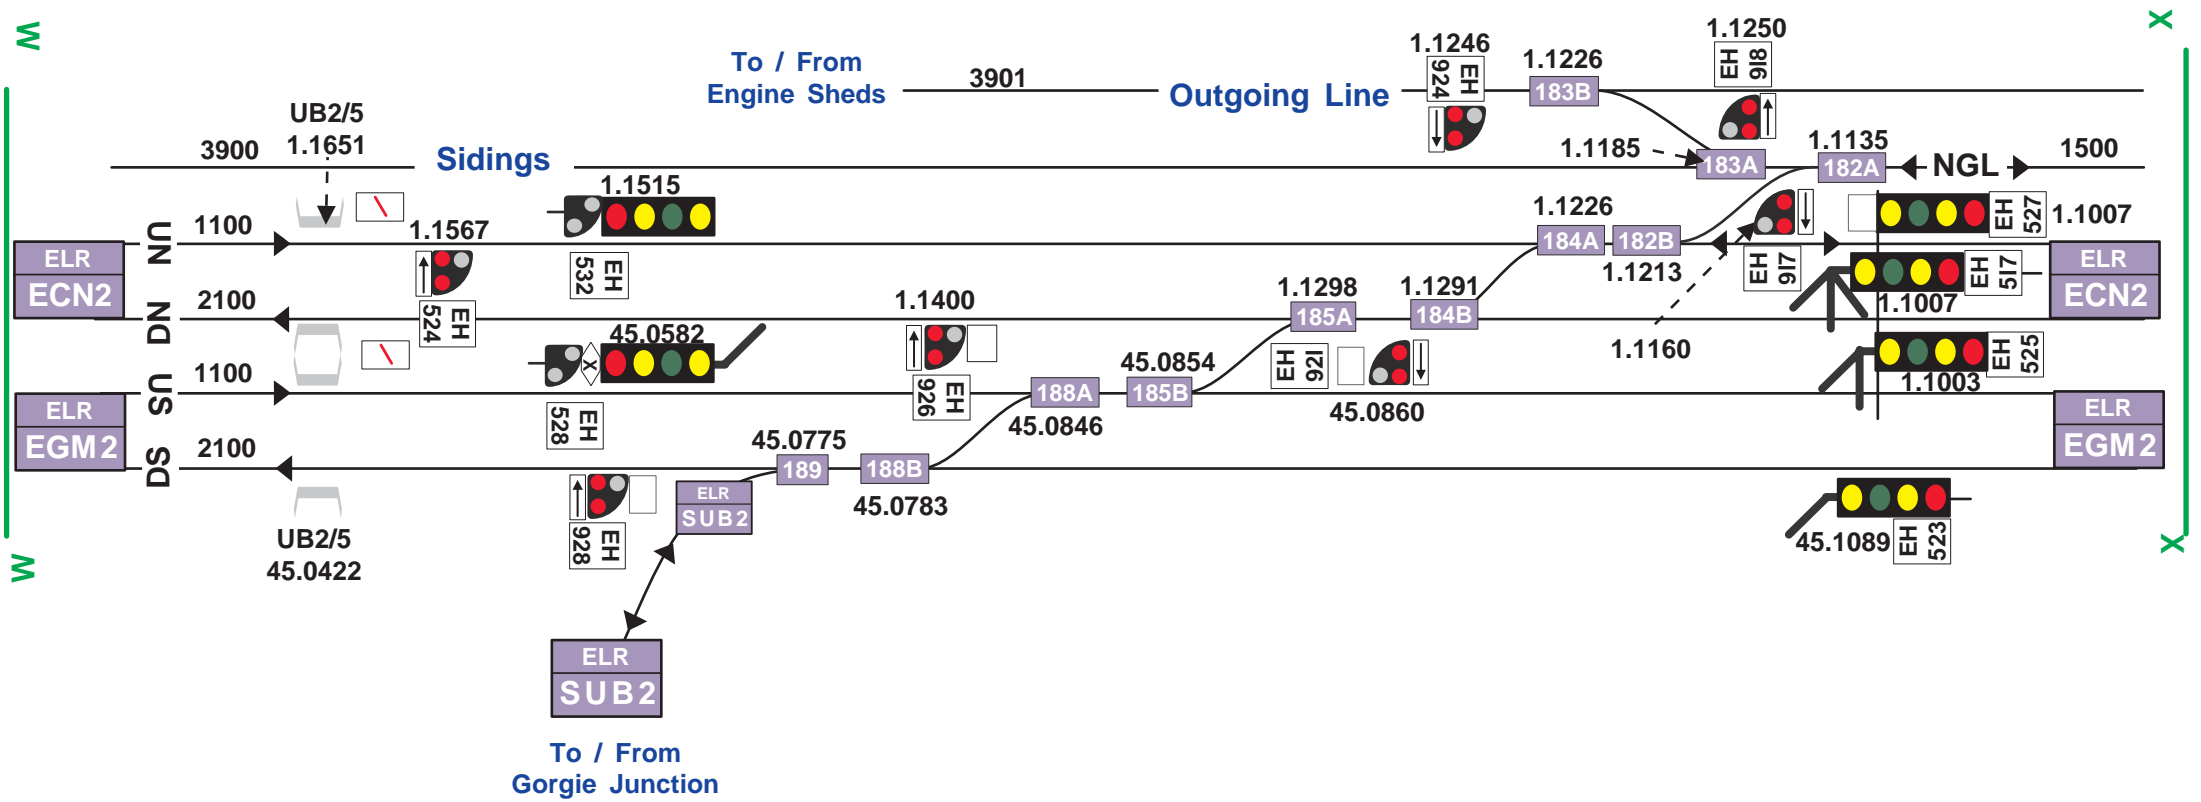 W
X
To / From
Engine Sheds
3901
Outgoing Line
1.1246
EH
924
1.1226
183B
1.1250
EH
9I8
UB2/5
1.1651
3900
Sidings
1.1185
183A
1.1135
182A
NGL
1500
1.1515
UN
1100
1.1567
EH
532
1.1226
184A
182B
1.1213
EH
9I7
EH
527
1.1007
ELR
ECN2
DN
2100
EH
524
1.1400
1.1298
185A
1.1291
184B
1.1160
EH
5I7
1.1007
ELR
ECN2
45.0582
X
SU
1100
EH
528
EH
926
188A
45.0846
45.0854
185B
EH
92I
45.0860
EH
525
1.1003
ELR
EGM2
DS
2100
45.0775
189
188B
45.0783
ELR
EGM2
ELR
SUB2
EH
928
UB2/5
45.0422
45.1089
EH
523
W
X
ELR
SUB2
To / From
Gorgie Junction